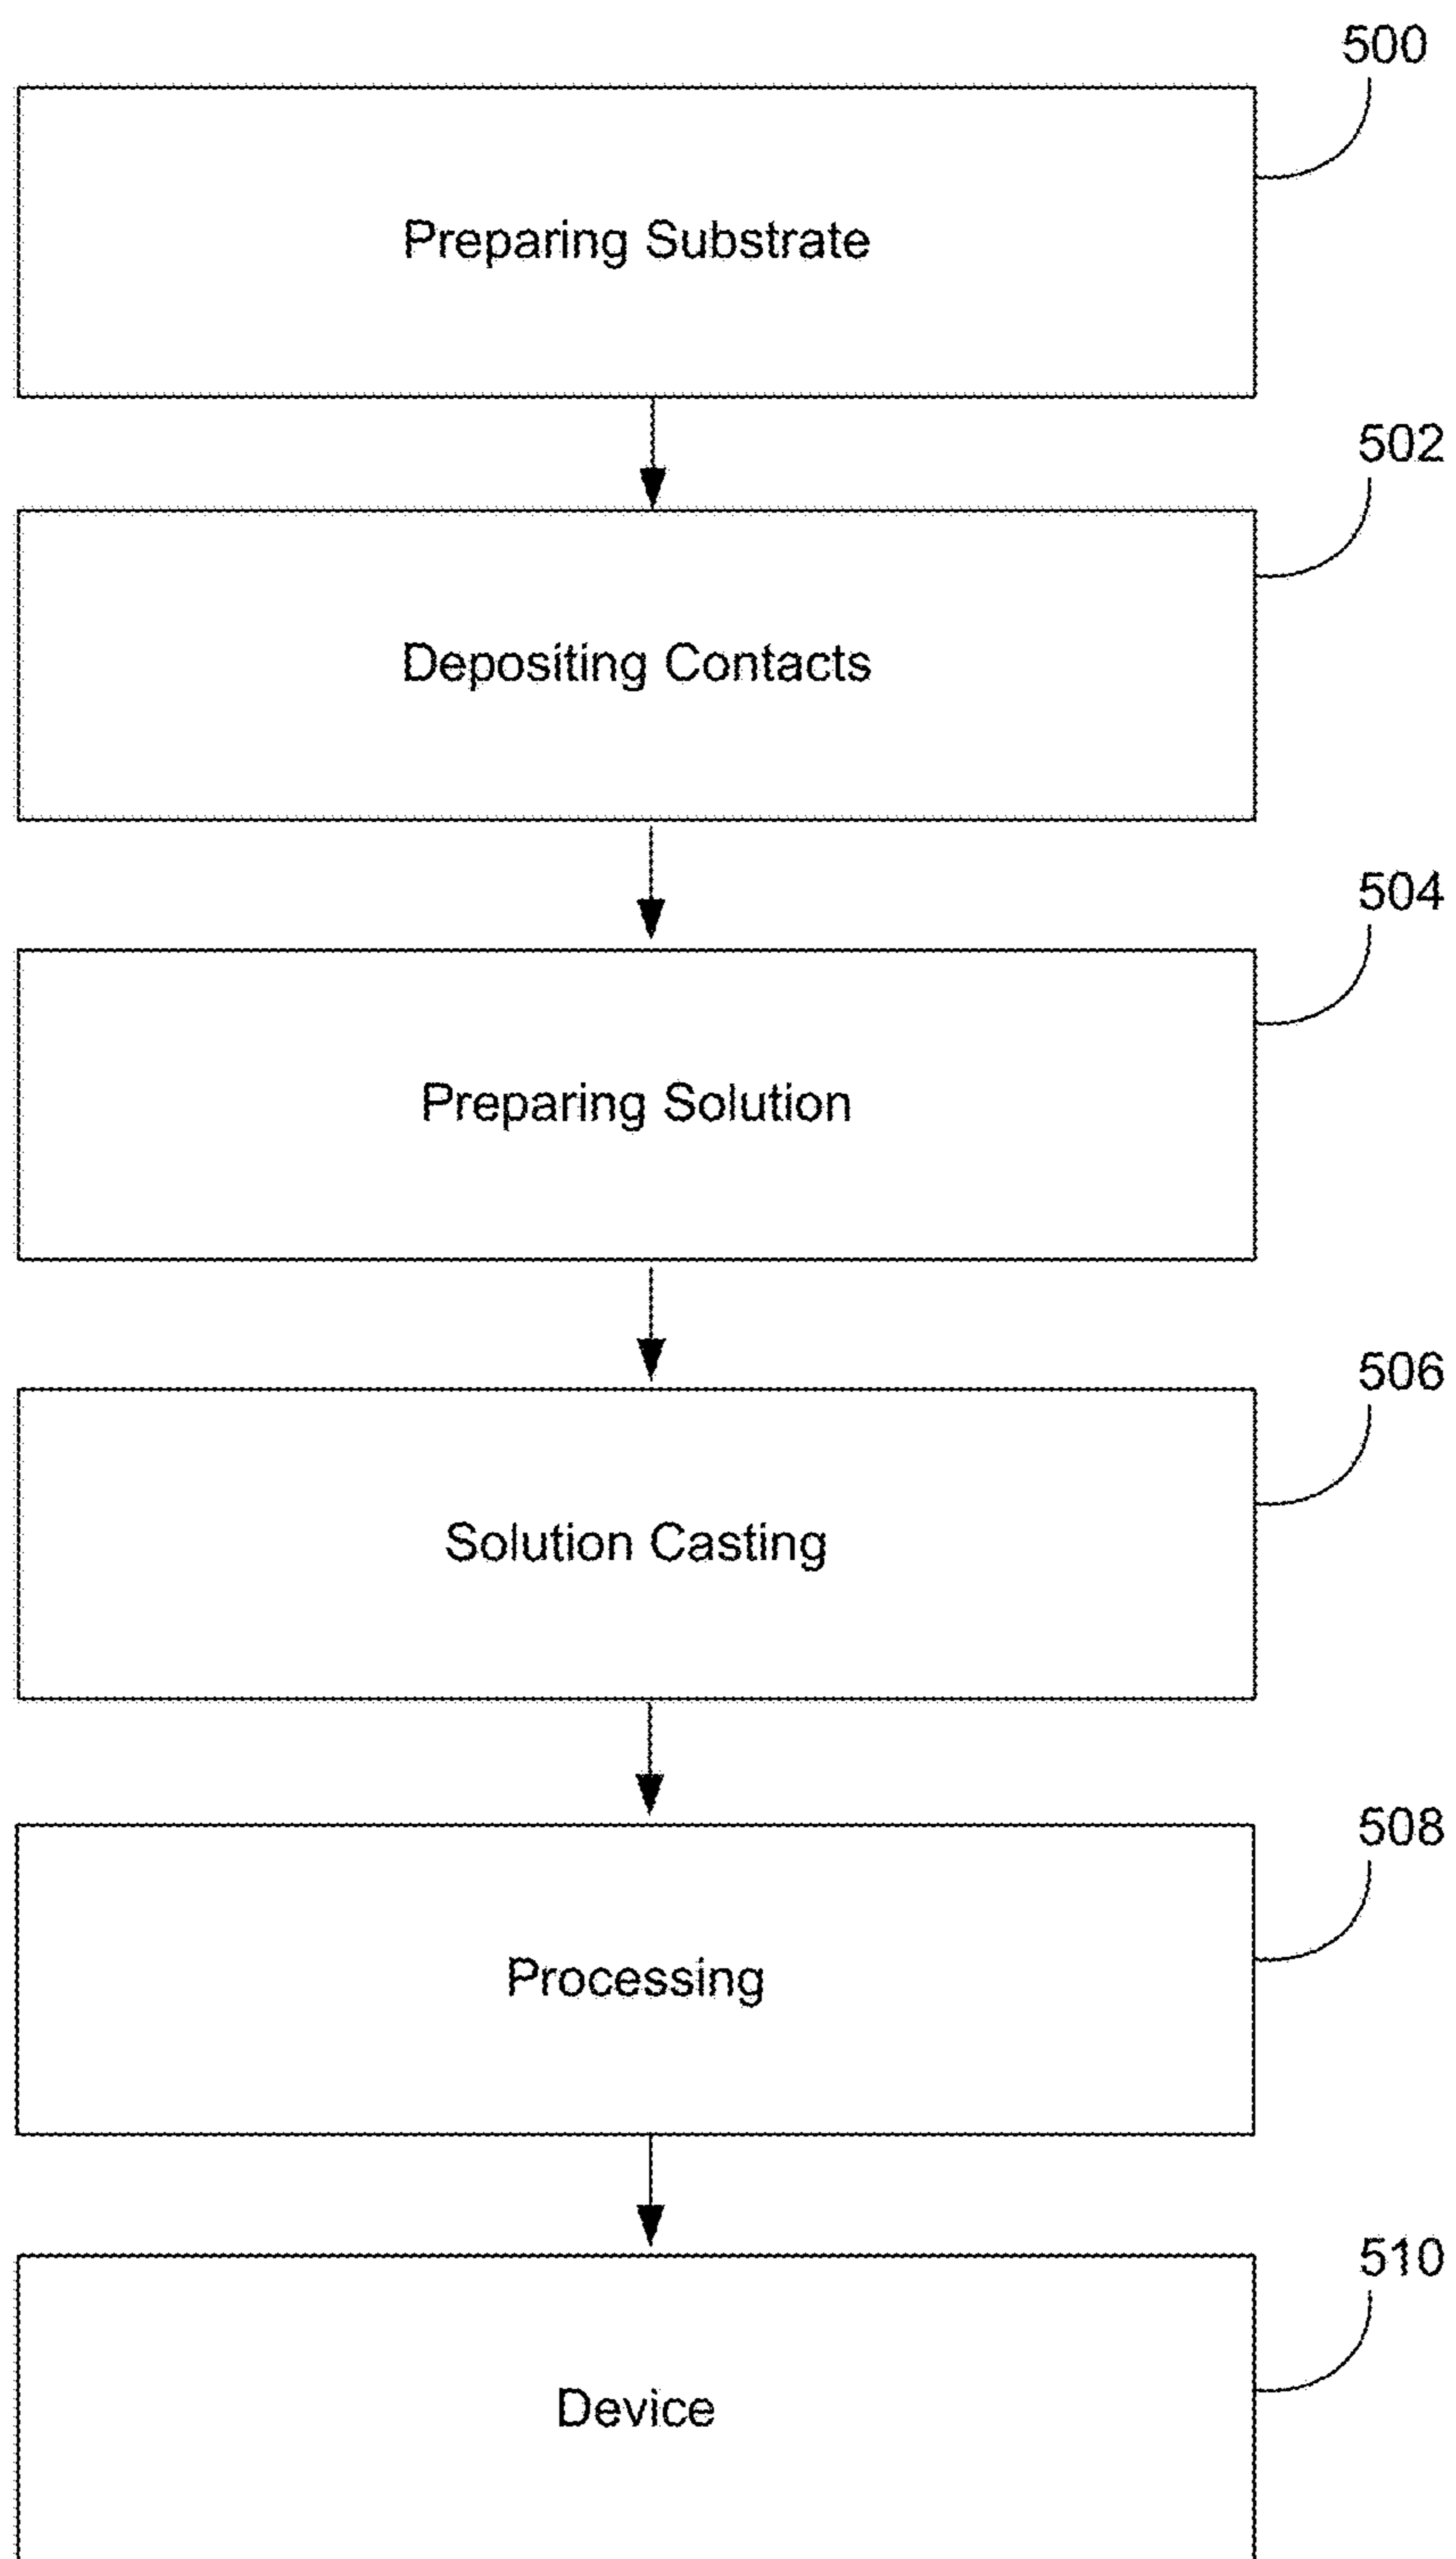 500
Preparing Substrate
502
Depositing Contacts
504
Preparing Solution
506
Solution Casting
508
Processing
510
Device